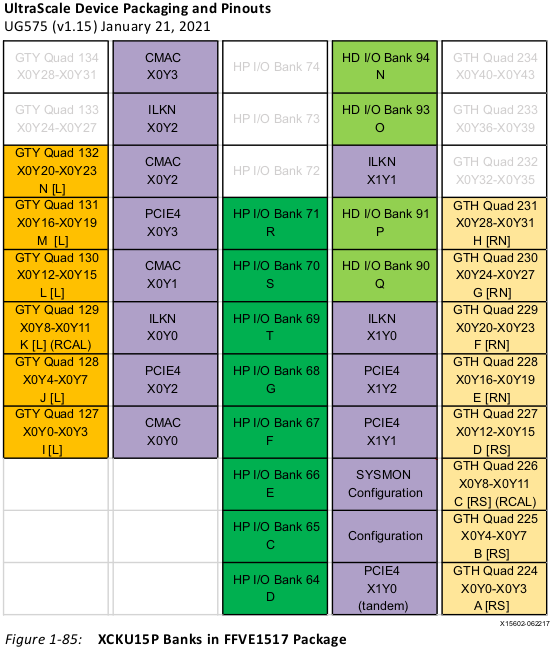 UltraScale Device Packaging and Pinouts
UG575 (v1.15) January 21, 2021
GTY Quad 134
X0Y28-X0Y31
CMAC
X0Y3
HP I/O Bank 74
HD I/O Bank 94
N
GTH Quad 234
X0Y40-X0Y43
GTY Quad 133
X0Y24-X0Y27
ILKN
X0Y2
HP I/O Bank 73
HD I/O Bank 93
O
GTH Quad 233
X0Y36-X0Y39
GTY Quad 132
X0Y20-X0Y23
N [L]
CMAC
X0Y2
HP I/O Bank 72
ILKN
X1Y1
GTH Quad 232
X0Y32-X0Y35
GTY Quad 131
X0Y16-X0Y19
M [L]
PCIE4
X0Y3
HP I/O Bank 71
R
HD I/O Bank 91
P
GTH Quad 231
X0Y28-X0Y31
H [RN]
GTY Quad 130
X0Y12-X0Y15
L [L]
CMAC
X0Y1
HP I/O Bank 70
S
HD I/O Bank 90
Q
GTH Quad 230
X0Y24-X0Y27
G [RN]
GTY Quad 129
X0Y8-X0Y11
K [L] (RCAL)
ILKN
X0Y0
HP I/O Bank 69
T
ILKN
X1Y0
GTH Quad 229
X0Y20-X0Y23
F [RN]
GTY Quad 128
X0Y4-X0Y7
J [L]
PCIE4
X0Y2
HP I/O Bank 68
G
PCIE4
X1Y2
GTH Quad 228
X0Y16-X0Y19
E [RN]
GTY Quad 127
X0Y0-X0Y3
I [L]
CMAC
X0Y0
HP I/O Bank 67
F
PCIE4
X1Y1
GTH Quad 227
X0Y12-X0Y15
D [RS]
HP I/O Bank 66
E
SYSMON
Configuration
GTH Quad 226
X0Y8-X0Y11
C [RS] (RCAL)
HP I/O Bank 65
C
Configuration
GTH Quad 225
X0Y4-X0Y7
B [RS]
HP I/O Bank 64
D
PCIE4
X1Y0
(tandem)
GTH Quad 224
X0Y0-X0Y3
A [RS]
X15602-062217
Figure 1-85: XCKU15P Banks in FFVE1517 Package